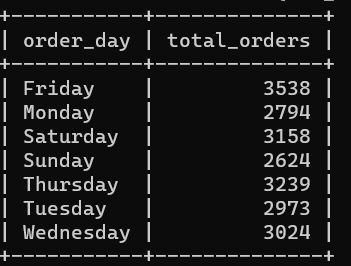 +-----------+--------------+
| order_day | total_orders |
+-----------+--------------+
| Friday    |         3538 |
| Monday    |         2794 |
| Saturday  |         3158 |
| Sunday    |         2624 |
| Thursday  |         3239 |
| Tuesday   |         2973 |
| Wednesday |         3024 |
+-----------+--------------+